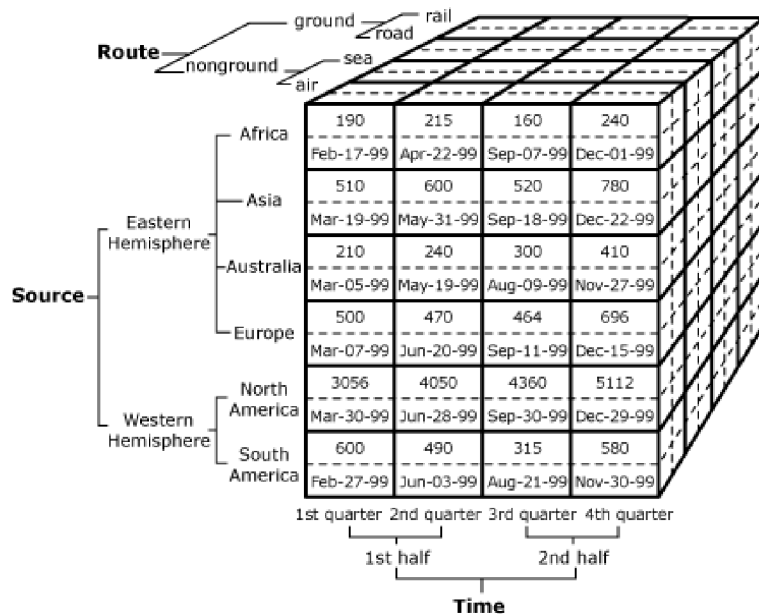 rail
ground
road
Route
sea
nonground
air
190 215 160 240
Africa
Feb-17-99 Apr-22-99 Sep-07-99 Dec-01-99
510 600 520 780
Asia
Mar-19-99 May-31-99 Sep-18-99 Dec-22-99
Eastern
Hemisphere
210 240 300 410
Australia
Mar-05-99 May-19-99 Aug-09-99 Nov-27-99
Source
500 470 464 696
Europe
Mar-07-99 Jun-20-99 Sep-11-99 Dec-15-99
North
America
3056 4050 4360 5112
Mar-30-99 Jun-28-99 Sep-30-99 Dec-29-99
Western
Hemisphere
South
America
600 490 315 580
Feb-27-99 Jun-03-99 Aug-21-99 Nov-30-99
1st quarter 2nd quarter 3rd quarter 4th quarter
1st half 2nd half
Time